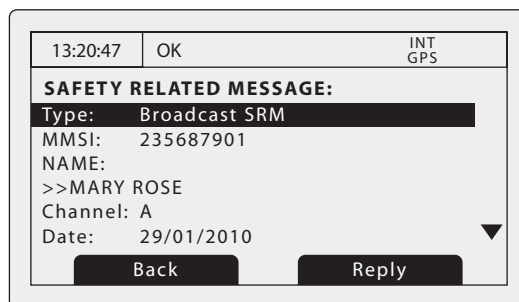 13:20:47 OK INT
GPS
SAFETY RELATED MESSAGE:
Type: Broadcast SRM
MMSI: 235687901
NAME:
>>MARY ROSE
Channel: A
Date: 29/01/2010
Back Reply